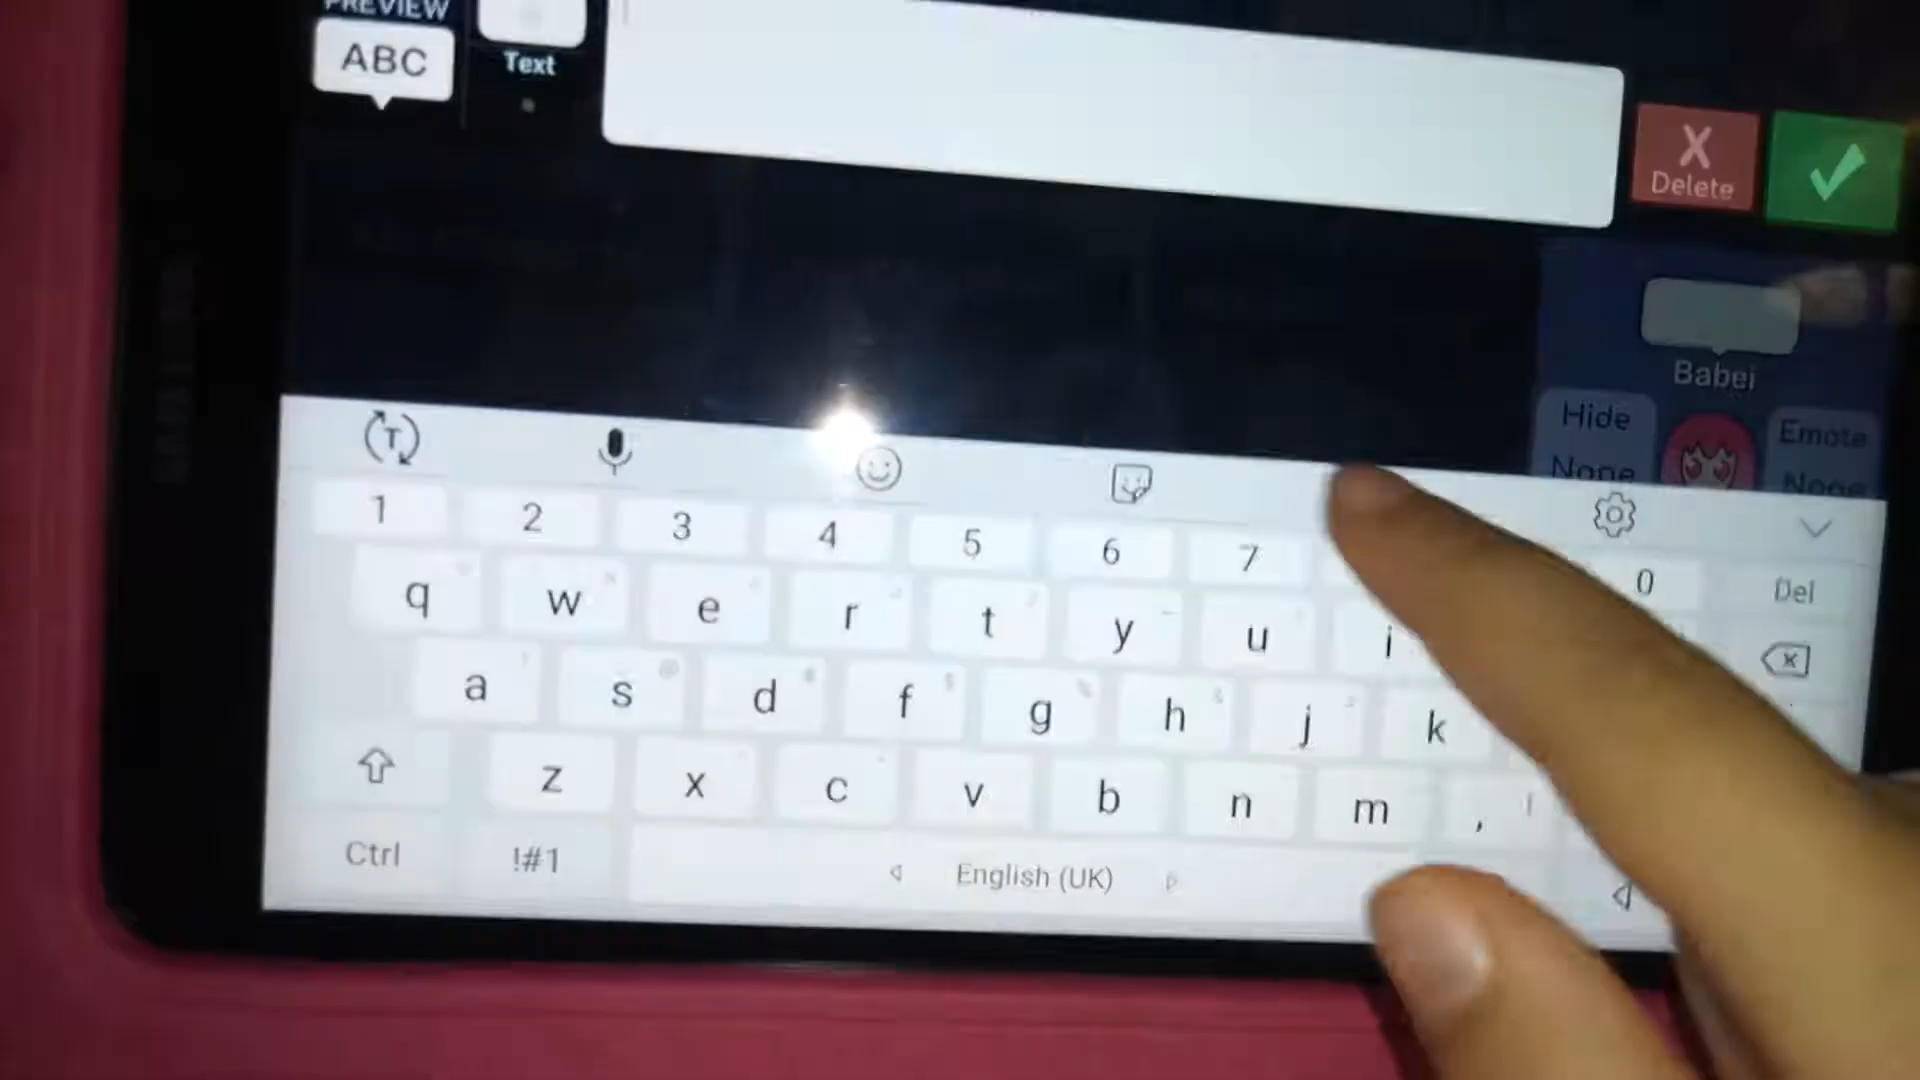 PREVIEW
ABC
Text
X
Delete
Babei
Hide
None
Emote
None
T
1 2 3 4 5 6 7 0 Del
q w e r t y u i
a s d f g h j k
z x c v b n m ,
Ctrl !#1 English (UK)